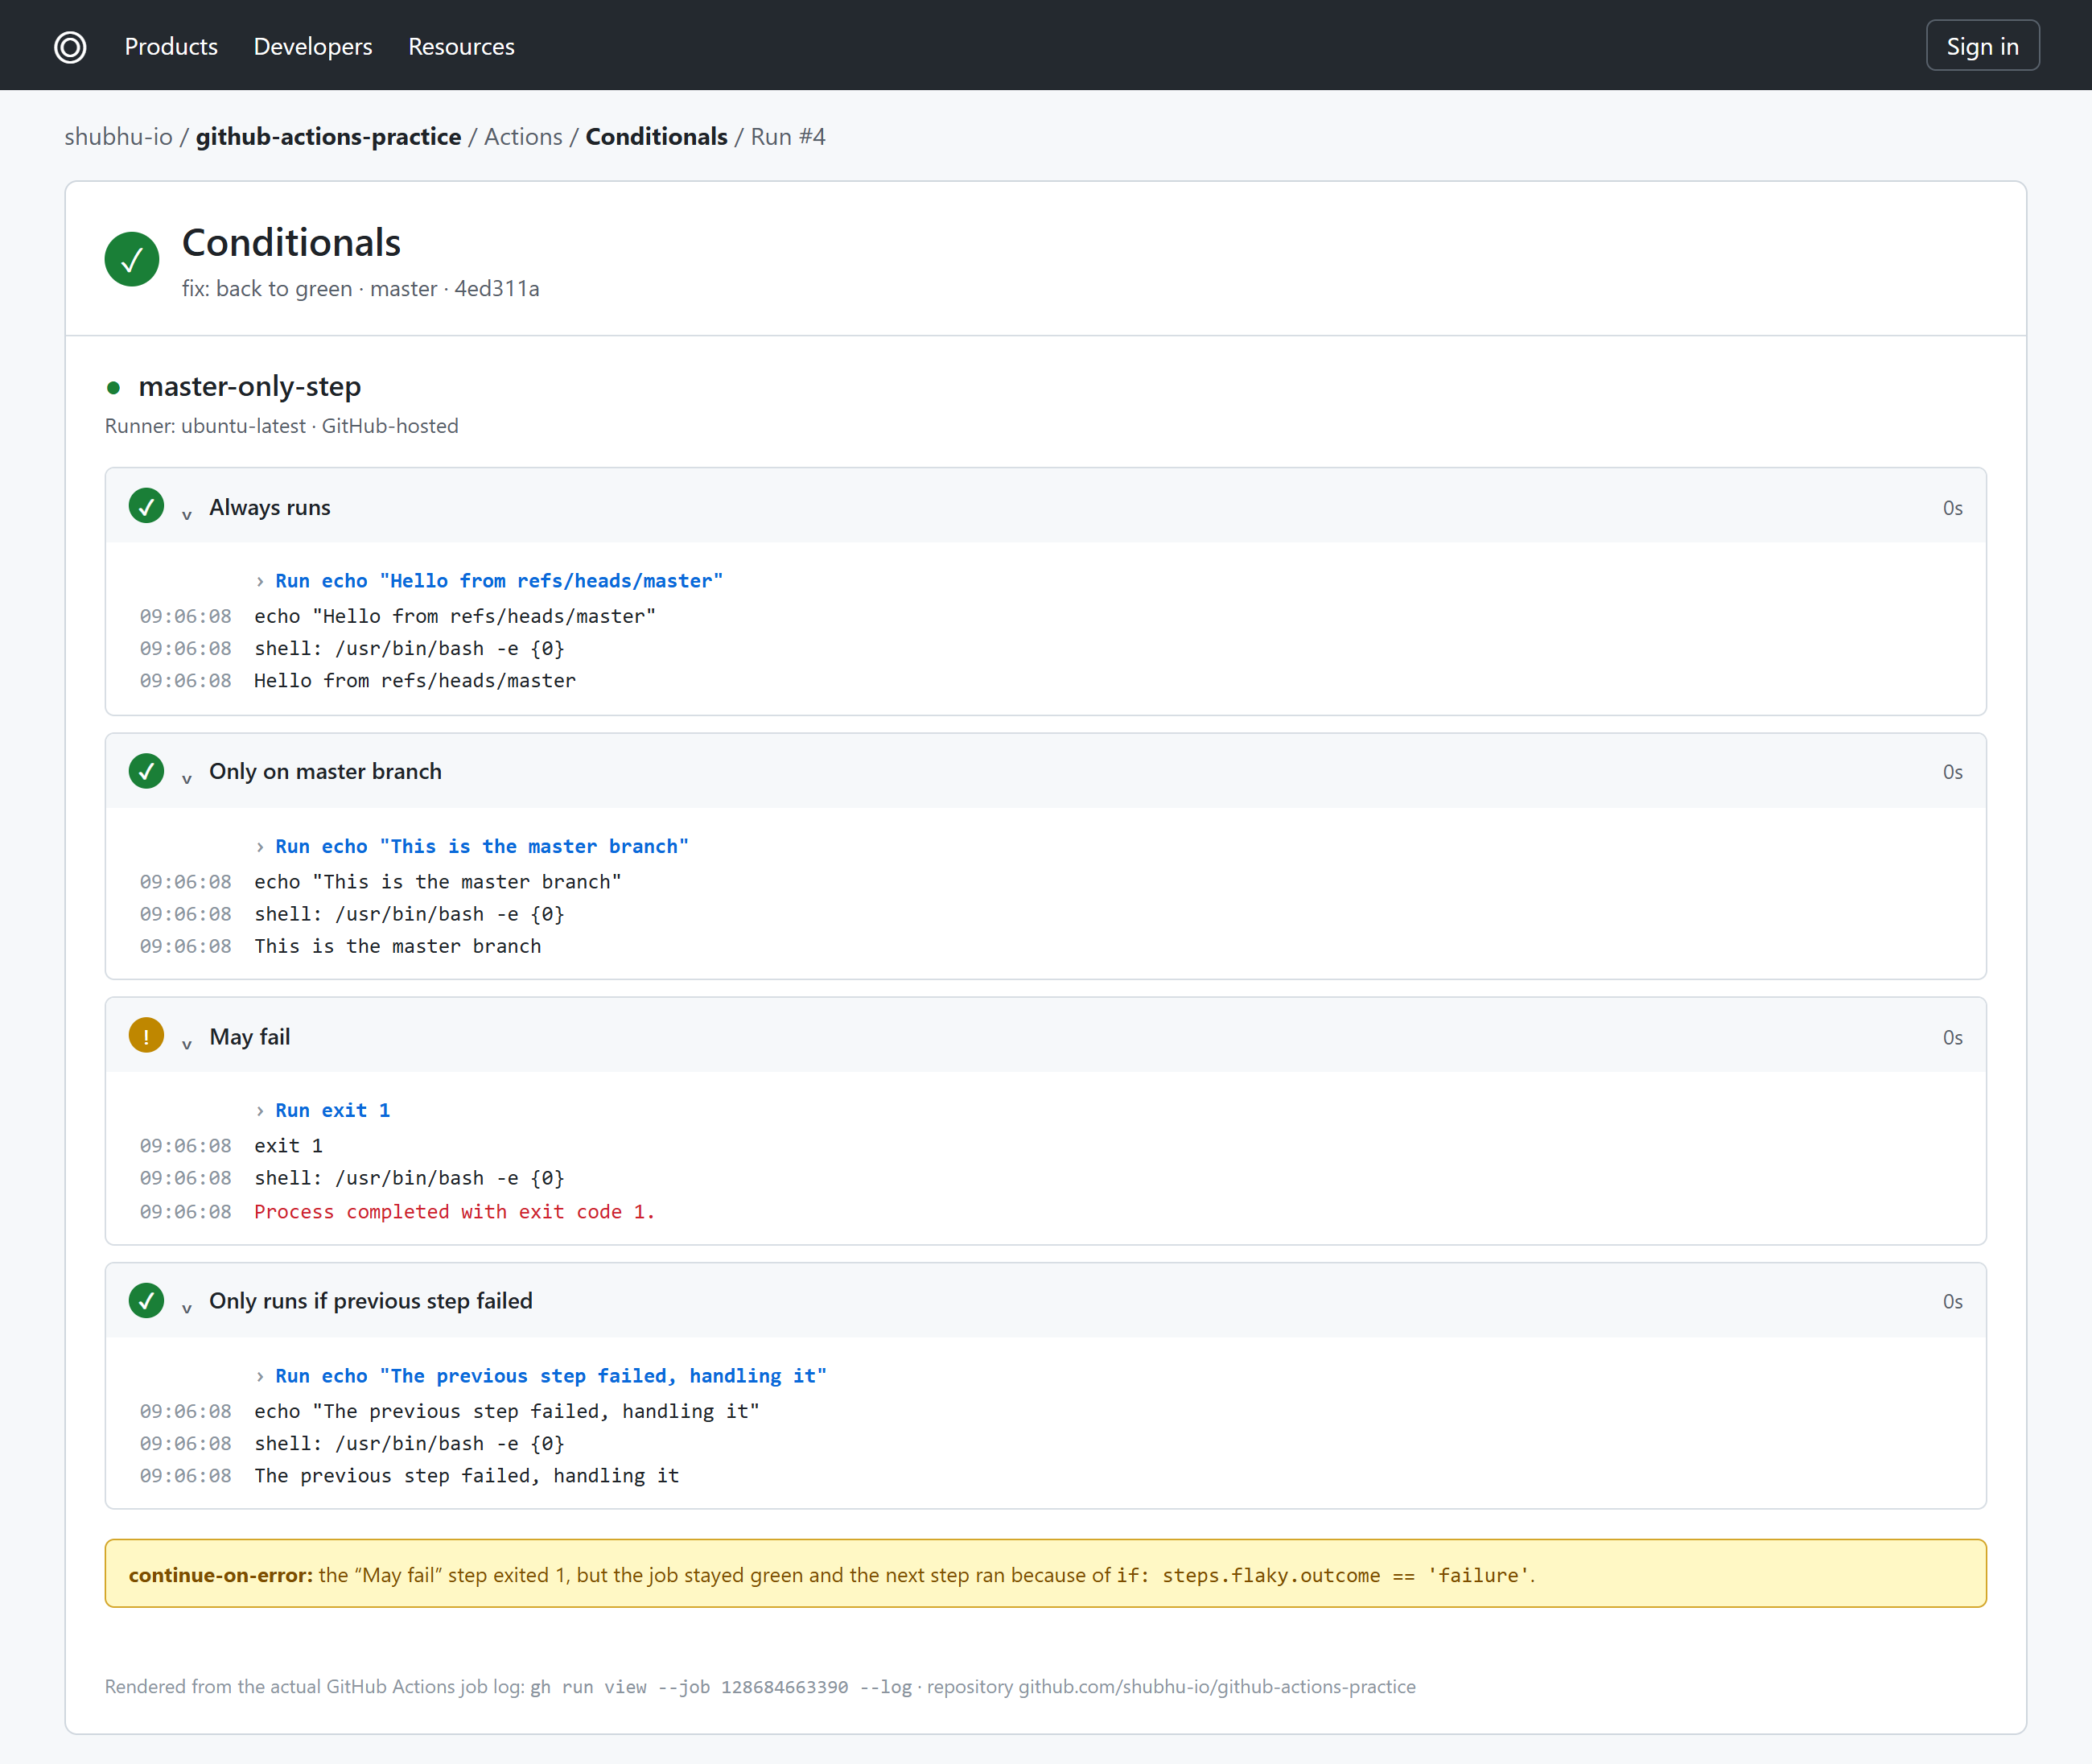 Products Developers Resources Sign in
shubhu-io / github-actions-practice / Actions / Conditionals / Run #4
Conditionals
fix: back to green · master · 4ed311a
master-only-step
Runner: ubuntu-latest · GitHub-hosted
✓ v Always runs 0s
› Run echo "Hello from refs/heads/master"
09:06:08 echo "Hello from refs/heads/master"
09:06:08 shell: /usr/bin/bash -e {0}
09:06:08 Hello from refs/heads/master
✓ v Only on master branch 0s
› Run echo "This is the master branch"
09:06:08 echo "This is the master branch"
09:06:08 shell: /usr/bin/bash -e {0}
09:06:08 This is the master branch
! v May fail 0s
› Run exit 1
09:06:08 exit 1
09:06:08 shell: /usr/bin/bash -e {0}
09:06:08 Process completed with exit code 1.
✓ v Only runs if previous step failed 0s
› Run echo "The previous step failed, handling it"
09:06:08 echo "The previous step failed, handling it"
09:06:08 shell: /usr/bin/bash -e {0}
09:06:08 The previous step failed, handling it
continue-on-error: the “May fail” step exited 1, but the job stayed green and the next step ran because of if: steps.flaky.outcome == 'failure'.
Rendered from the actual GitHub Actions job log: gh run view --job 128684663390 --log · repository github.com/shubhu-io/github-actions-practice